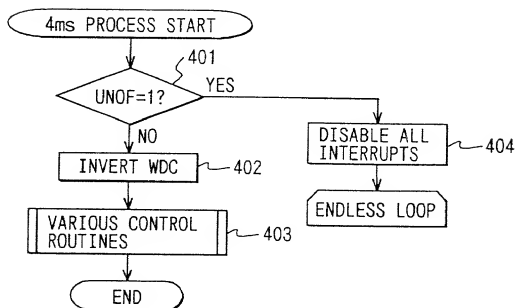 4ms PROCESS START
401
UNOF=1?
YES
NO
DISABLE ALL
INTERRUPTS
404
INVERT WDC
402
ENDLESS LOOP
VARIOUS CONTROL
ROUTINES
403
END